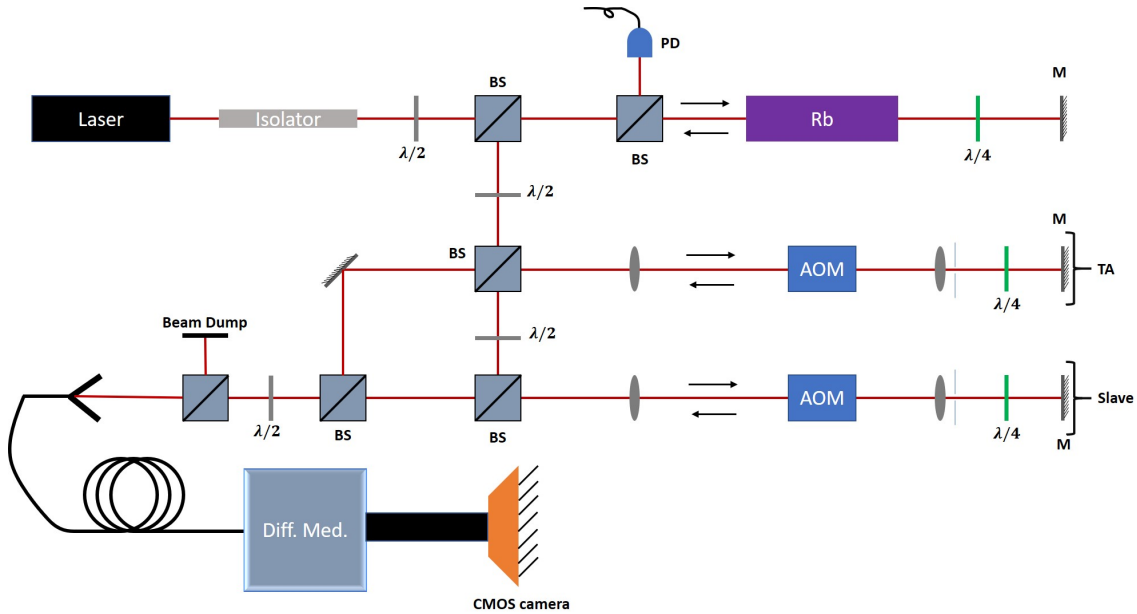 PD
BS
M
Laser
Isolator
Rb
λ/2
BS
λ/4
λ/2
M
BS
AOM
TA
λ/4
Beam Dump
λ/2
AOM
Slave
λ/2
BS
BS
λ/4
M
Diff. Med.
CMOS camera